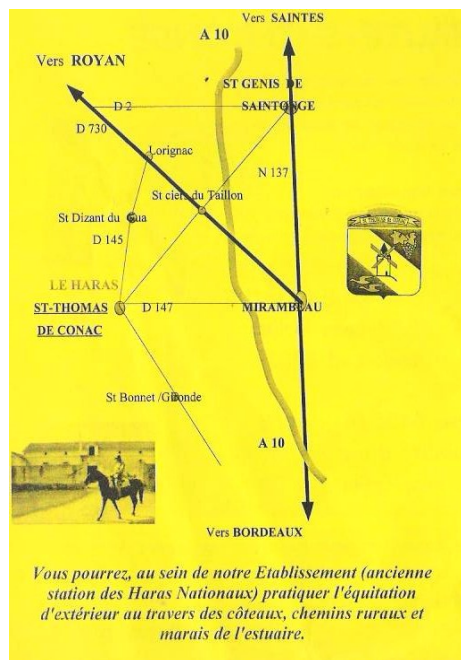 Vers SAINTES
A 10
Vers ROYAN
ST GENIS DE
SAINTONGE
D 2
D 730
Lorignac
N 137
St ciers du Taillon
St Dizant du Gua
D 145
LE HARAS
ST-THOMAS
DE CONAC
D 147
MIRAMBEAU
St Bonnet /Gironde
A 10
Vers BORDEAUX
Vous pourrez, au sein de notre Etablissement (ancienne
station des Haras Nationaux) pratiquer l'équitation
d'extérieur au travers des côteaux, chemins ruraux et
marais de l'estuaire.